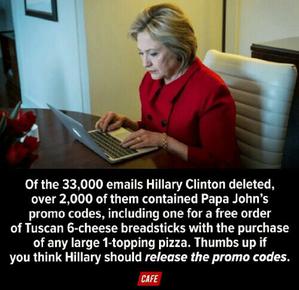 Of the 33,000 emails Hillary Clinton deleted,
over 2,000 of them contained Papa John's
promo codes, including one for a free order
of Tuscan 6-cheese breadsticks with the purchase
of any large 1-topping pizza. Thumbs up if
you think Hillary should release the promo codes.
CAFE